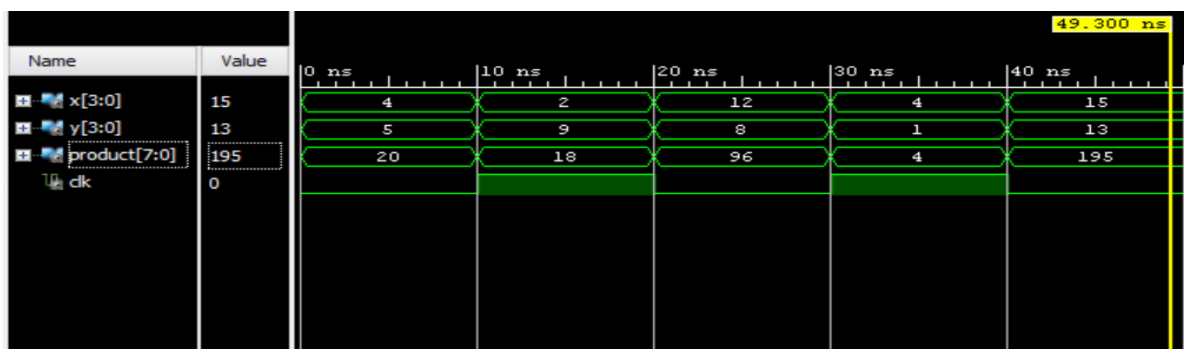 49.300 ns
Name Value
0 ns 10 ns 20 ns 30 ns 40 ns
x[3:0] 15 4 2 12 4 15
y[3:0] 13 5 9 8 1 13
product[7:0] 195 20 18 96 4 195
clk 0